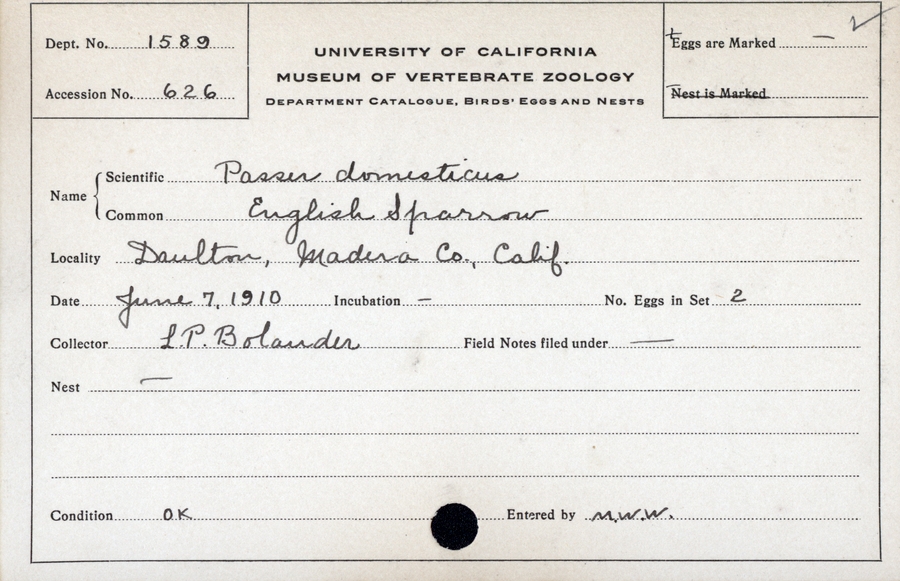 Dept. No. 1589
Accession No. 626
UNIVERSITY OF CALIFORNIA
MUSEUM OF VERTEBRATE ZOOLOGY
DEPARTMENT CATALOGUE, BIRDS' EGGS AND NESTS
Eggs are Marked —
Nest is Marked
Name
Scientific Passer domesticus
Common English Sparrow
Locality Daulton, Madera Co., Calif.
Date June 7, 1910 Incubation — No. Eggs in Set 2
Collector L.P. Bolander Field Notes filed under —
Nest —
Condition OK Entered by M.W.W.